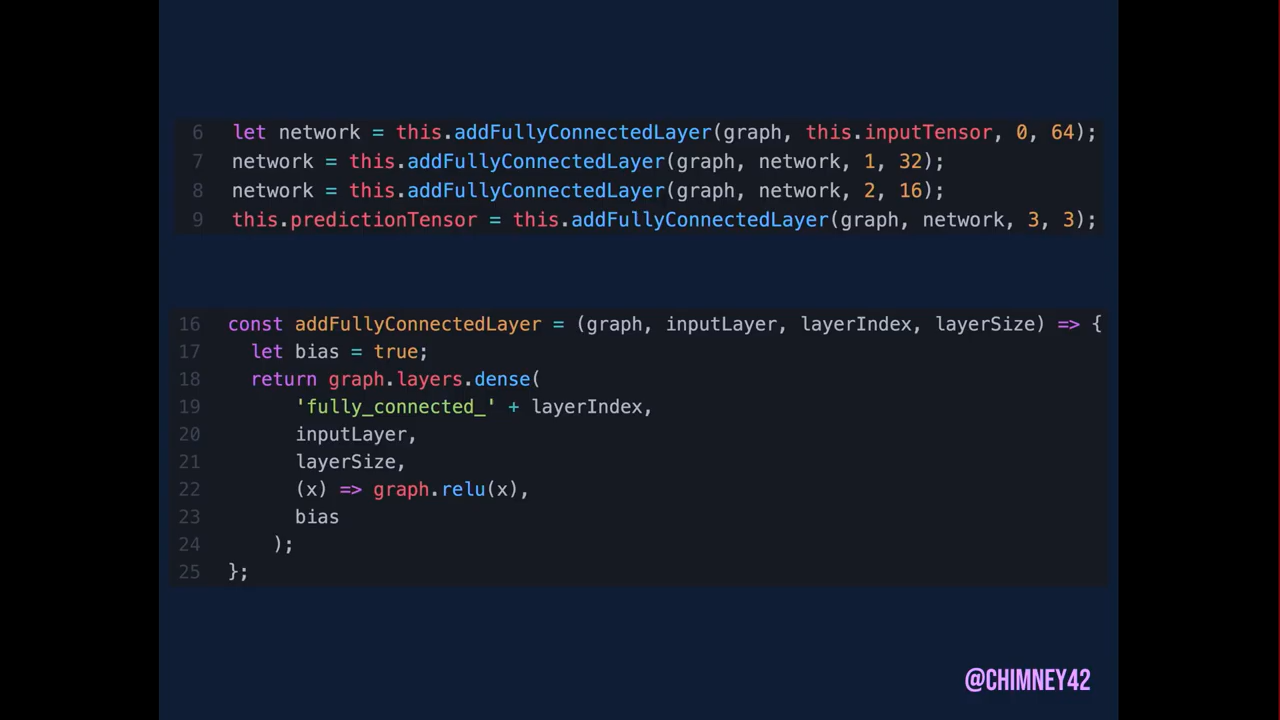 6 let network = this.addFullyConnectedLayer(graph, this.inputTensor, 0, 64);
7 network = this.addFullyConnectedLayer(graph, network, 1, 32);
8 network = this.addFullyConnectedLayer(graph, network, 2, 16);
9 this.predictionTensor = this.addFullyConnectedLayer(graph, network, 3, 3);
16 const addFullyConnectedLayer = (graph, inputLayer, layerIndex, layerSize) => {
17 let bias = true;
18 return graph.layers.dense(
19 'fully_connected_' + layerIndex,
20 inputLayer,
21 layerSize,
22 (x) => graph.relu(x),
23 bias
24 );
25 };
@CHIMNEY42